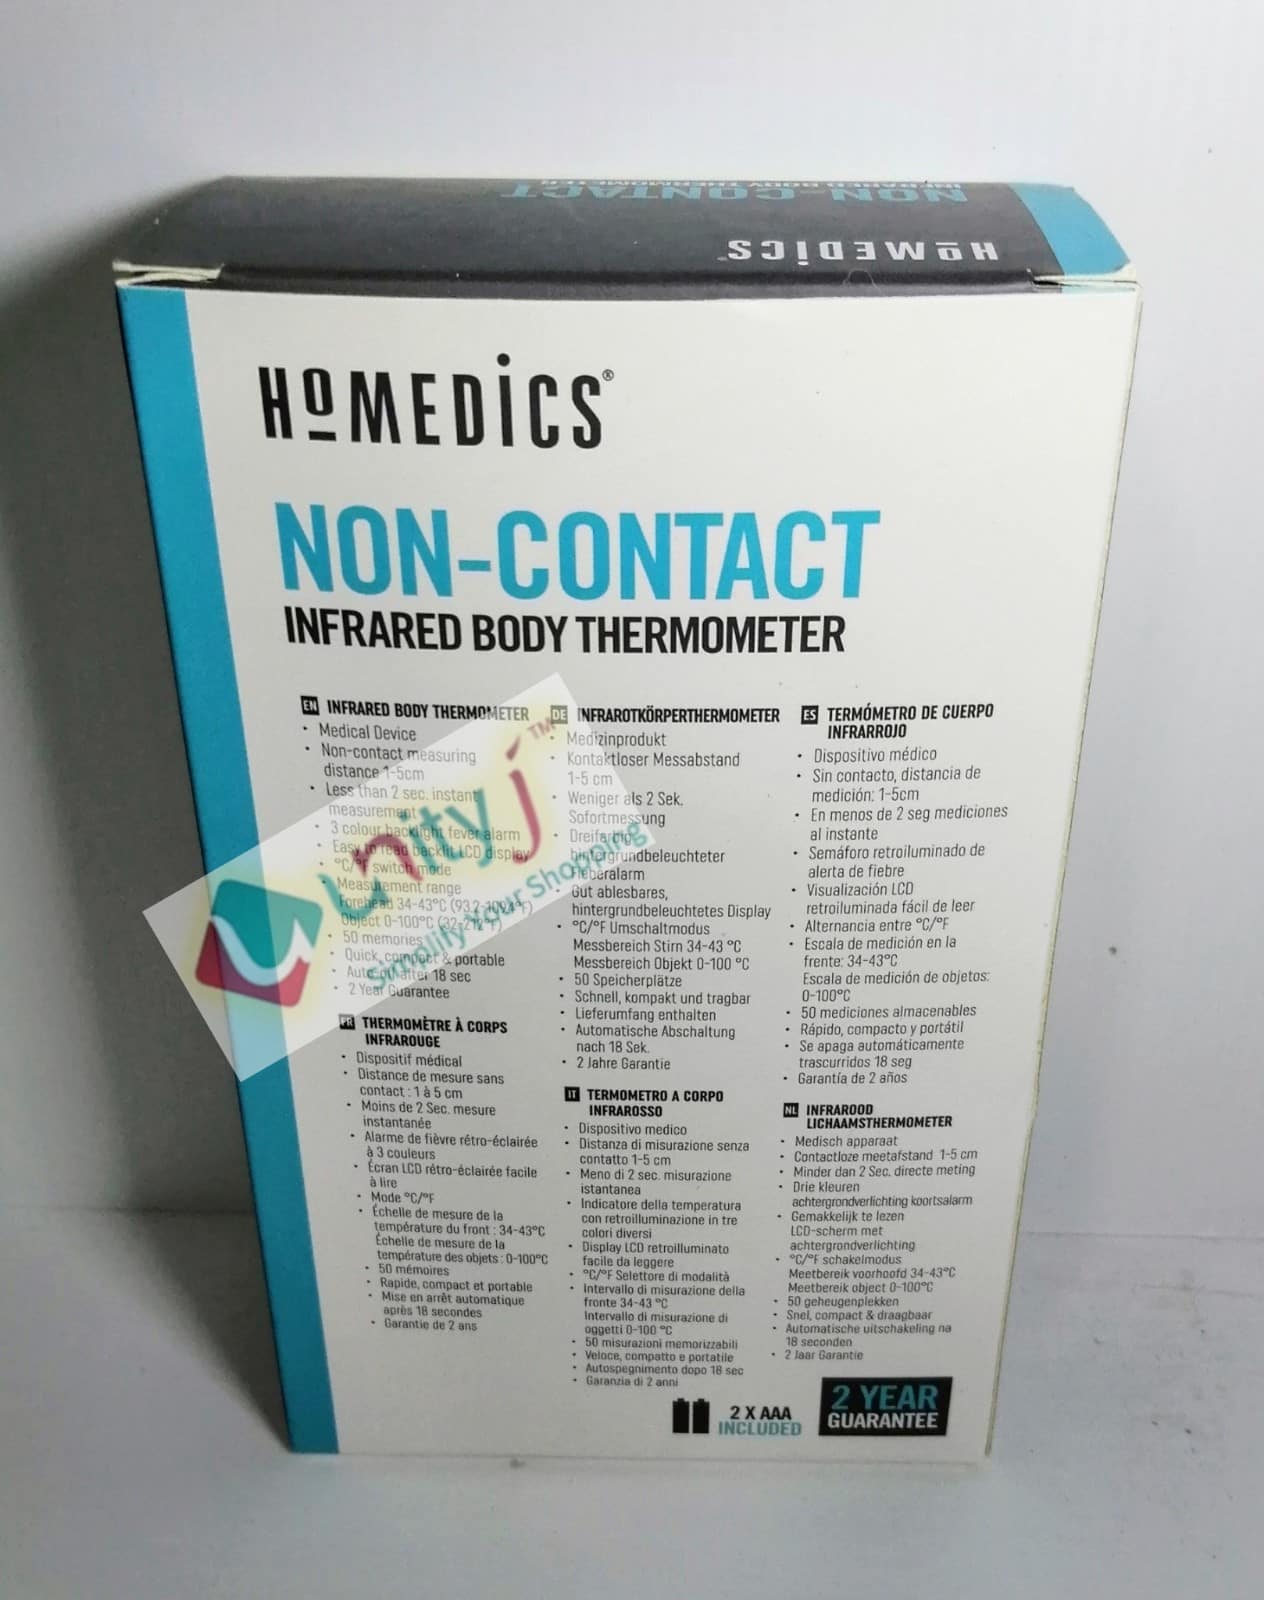 INFRARED BODY THERMOMETER
NON-CONTACT
HoMEDiCS
HoMEDiCS®
NON-CONTACT
INFRARED BODY THERMOMETER
EN INFRARED BODY THERMOMETER
• Medical Device
• Non-contact measuring
distance 1-5cm
• Less than 2 sec. instant
measurement
• 3 colour backlight fever alarm
• Easy to read backlit LCD display
• °C/°F switch mode
• Measurement range
Forehead 34-43°C (93.2-109.4°F)
Object 0-100°C (32-212°F)
• 50 memories
• Quick, compact & portable
• Auto off after 18 sec
• 2 Year Guarantee
FR THERMOMÈTRE À CORPS
INFRAROUGE
• Dispositif médical
• Distance de mesure sans
contact : 1 à 5 cm
• Moins de 2 Sec. mesure
instantanée
• Alarme de fièvre rétro-éclairée
à 3 couleurs
• Écran LCD rétro-éclairée facile
à lire
• Mode °C/°F
• Échelle de mesure de la
température du front : 34-43°C
Échelle de mesure de la
température des objets : 0-100°C
• 50 mémoires
• Rapide, compact et portable
• Mise en arrêt automatique
après 18 secondes
• Garantie de 2 ans
DE INFRAROTKÖRPERTHERMOMETER
• Medizinprodukt
• Kontaktloser Messabstand
1-5 cm
• Weniger als 2 Sek.
Sofortmessung
• Dreifarbig
hintergrundbeleuchteter
Fieberalarm
Gut ablesbares,
hintergrundbeleuchtetes Display
• °C/°F Umschaltmodus
Messbereich Stirn 34-43 °C
Messbereich Objekt 0-100 °C
• 50 Speicherplätze
• Schnell, kompakt und tragbar
• Lieferumfang enthalten
• Automatische Abschaltung
nach 18 Sek.
• 2 Jahre Garantie
IT TERMOMETRO A CORPO
INFRAROSSO
• Dispositivo medico
• Distanza di misurazione senza
contatto 1-5 cm
• Meno di 2 sec. misurazione
istantanea
• Indicatore della temperatura
con retroilluminazione in tre
colori diversi
• Display LCD retroilluminato
facile da leggere
• °C/°F Selettore di modalità
• Intervallo di misurazione della
fronte 34-43 °C
Intervallo di misurazione di
oggetti 0-100 °C
• 50 misurazioni memorizzabili
• Veloce, compatto e portatile
• Autospegnimento dopo 18 sec
• Garanzia di 2 anni
ES TERMÓMETRO DE CUERPO
INFRARROJO
• Dispositivo médico
• Sin contacto, distancia de
medición: 1-5cm
• En menos de 2 seg mediciones
al instante
• Semáforo retroiluminado de
alerta de fiebre
• Visualización LCD
retroiluminada fácil de leer
• Alternancia entre °C/°F
• Escala de medición en la
frente: 34-43°C
Escala de medición de objetos:
0-100°C
• 50 mediciones almacenables
• Rápido, compacto y portátil
• Se apaga automáticamente
trascurridos 18 seg
• Garantía de 2 años
NL INFRAROOD
LICHAAMSTHERMOMETER
• Medisch apparaat
• Contactloze meetafstand 1-5 cm
• Minder dan 2 Sec. directe meting
• Drie kleuren
achtergrondverlichting koortsalarm
• Gemakkelijk te lezen
LCD-scherm met
achtergrondverlichting
• °C/°F schakelmodus
Meetbereik voorhoofd 34-43°C
Meetbereik object 0-100°C
• 50 geheugenplekken
• Snel, compact & draagbaar
• Automatische uitschakeling na
18 seconden
• 2 Jaar Garantie
2 X AAA
INCLUDED
2 YEAR
GUARANTEE
Unity j™
Simplify Your Shopping